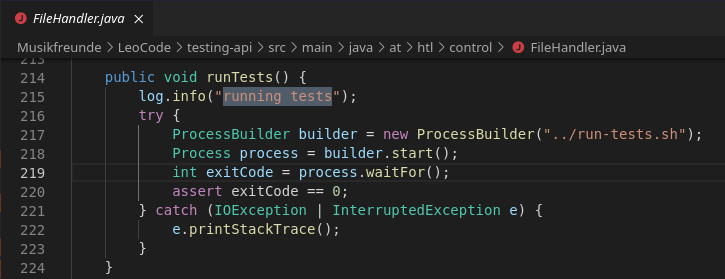 FileHandler.java ×
Musikfreunde > LeoCode > testing-api > src > main > java > at > htl > control > FileHandler.java
213
214 public void runTests() {
215 log.info("running tests");
216 try {
217 ProcessBuilder builder = new ProcessBuilder("../run-tests.sh");
218 Process process = builder.start();
219 int exitCode = process.waitFor();
220 assert exitCode == 0;
221 } catch (IOException | InterruptedException e) {
222 e.printStackTrace();
223 }
224 }